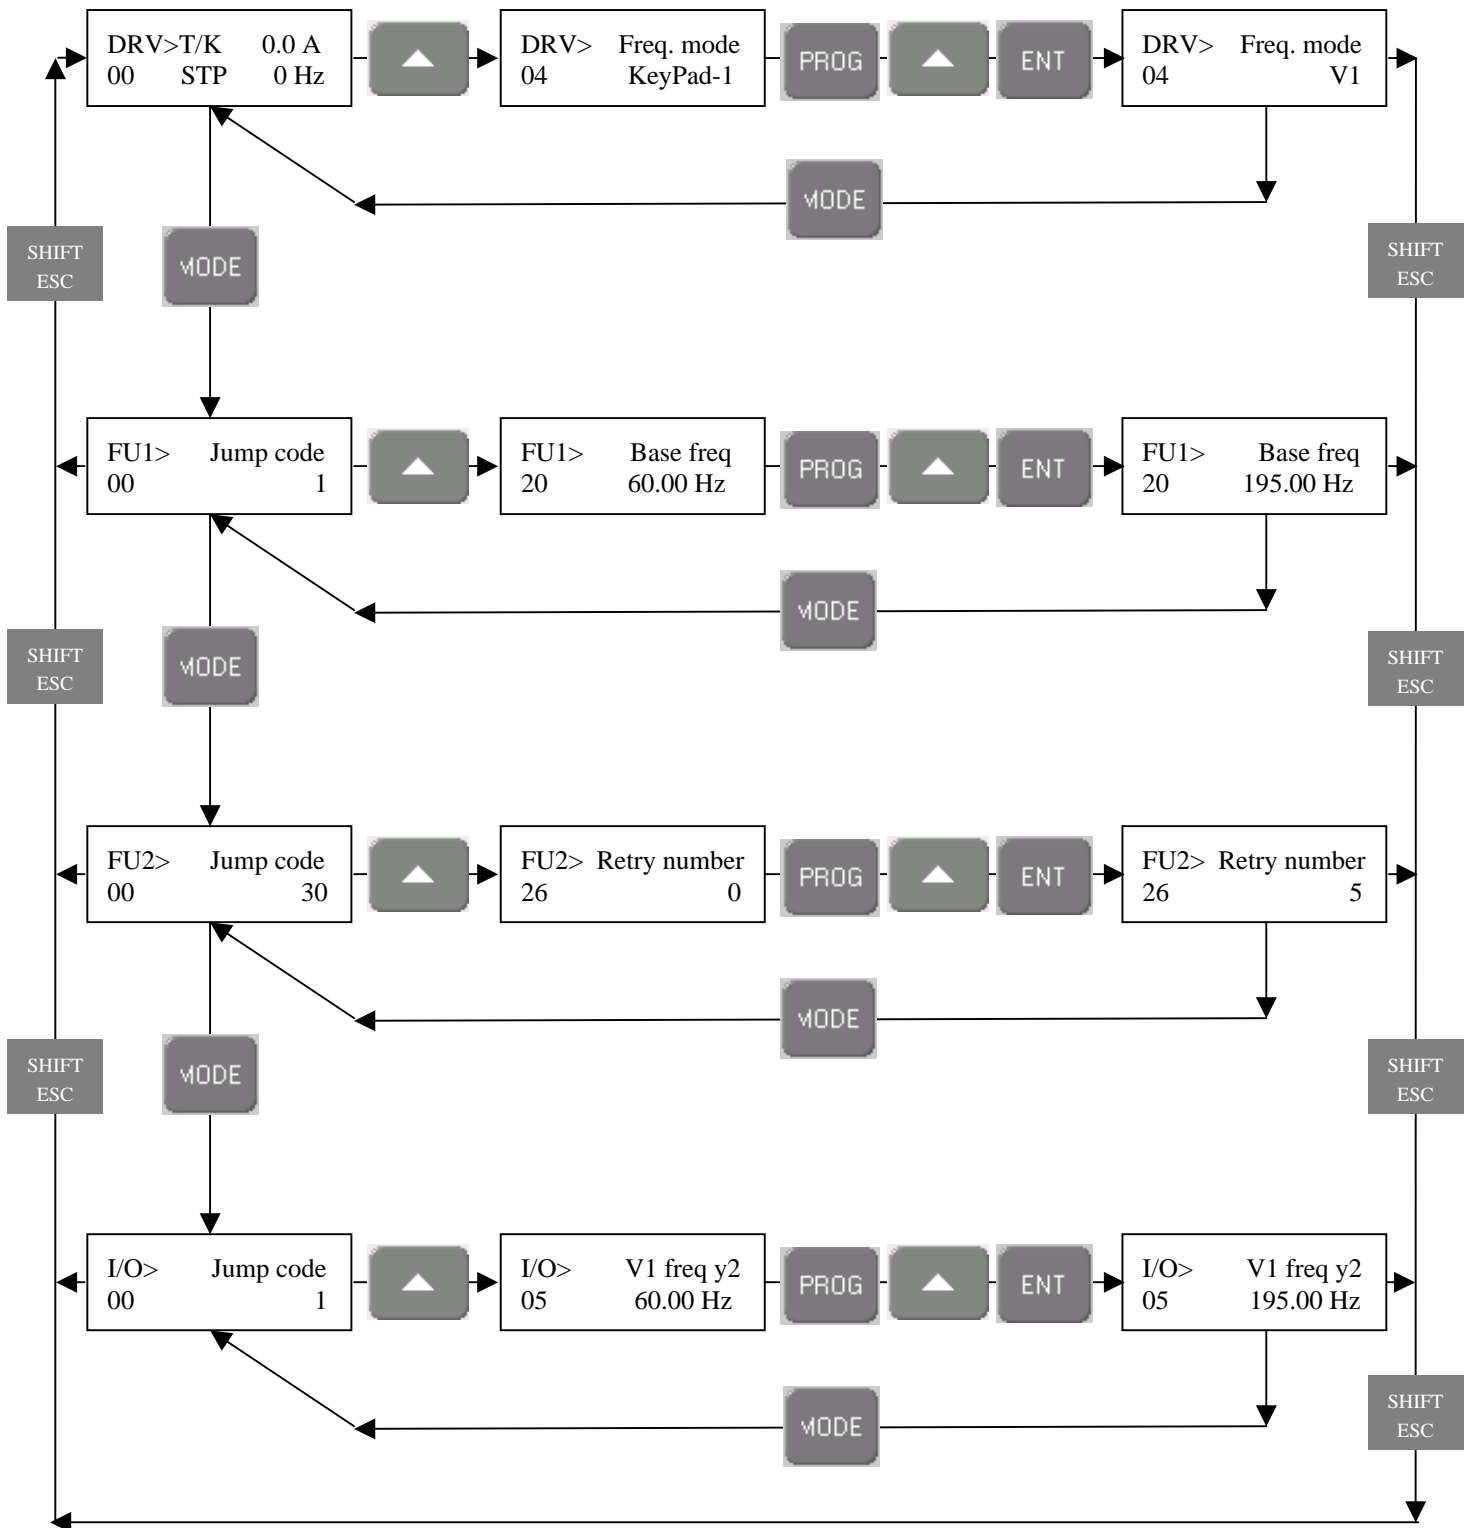 DRV>T/K 0.0 A
00 STP 0 Hz
DRV> Freq. mode
04 KeyPad-1
PROG
ENT
DRV> Freq. mode
04 V1
MODE
SHIFT
ESC
MODE
SHIFT
ESC
FU1> Jump code
00 1
FU1> Base freq
20 60.00 Hz
PROG
ENT
FU1> Base freq
20 195.00 Hz
MODE
SHIFT
ESC
MODE
SHIFT
ESC
FU2> Jump code
00 30
FU2> Retry number
26 0
PROG
ENT
FU2> Retry number
26 5
MODE
SHIFT
ESC
MODE
SHIFT
ESC
I/O> Jump code
00 1
I/O> V1 freq y2
05 60.00 Hz
PROG
ENT
I/O> V1 freq y2
05 195.00 Hz
MODE
SHIFT
ESC